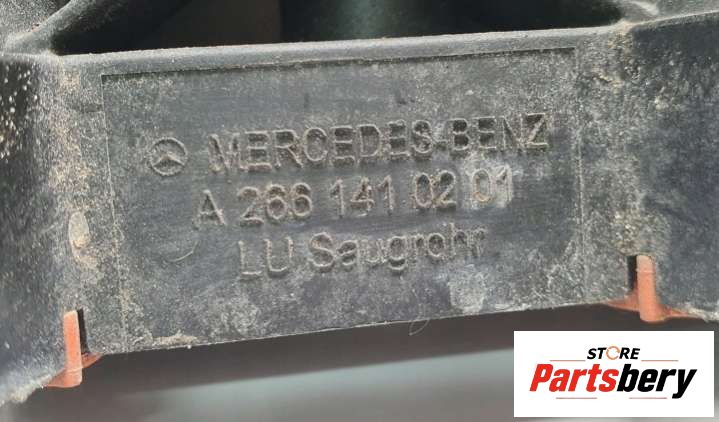 MERCEDES-BENZ
A 266 141 02 01
LU Saugrohr
STORE
Partsbery